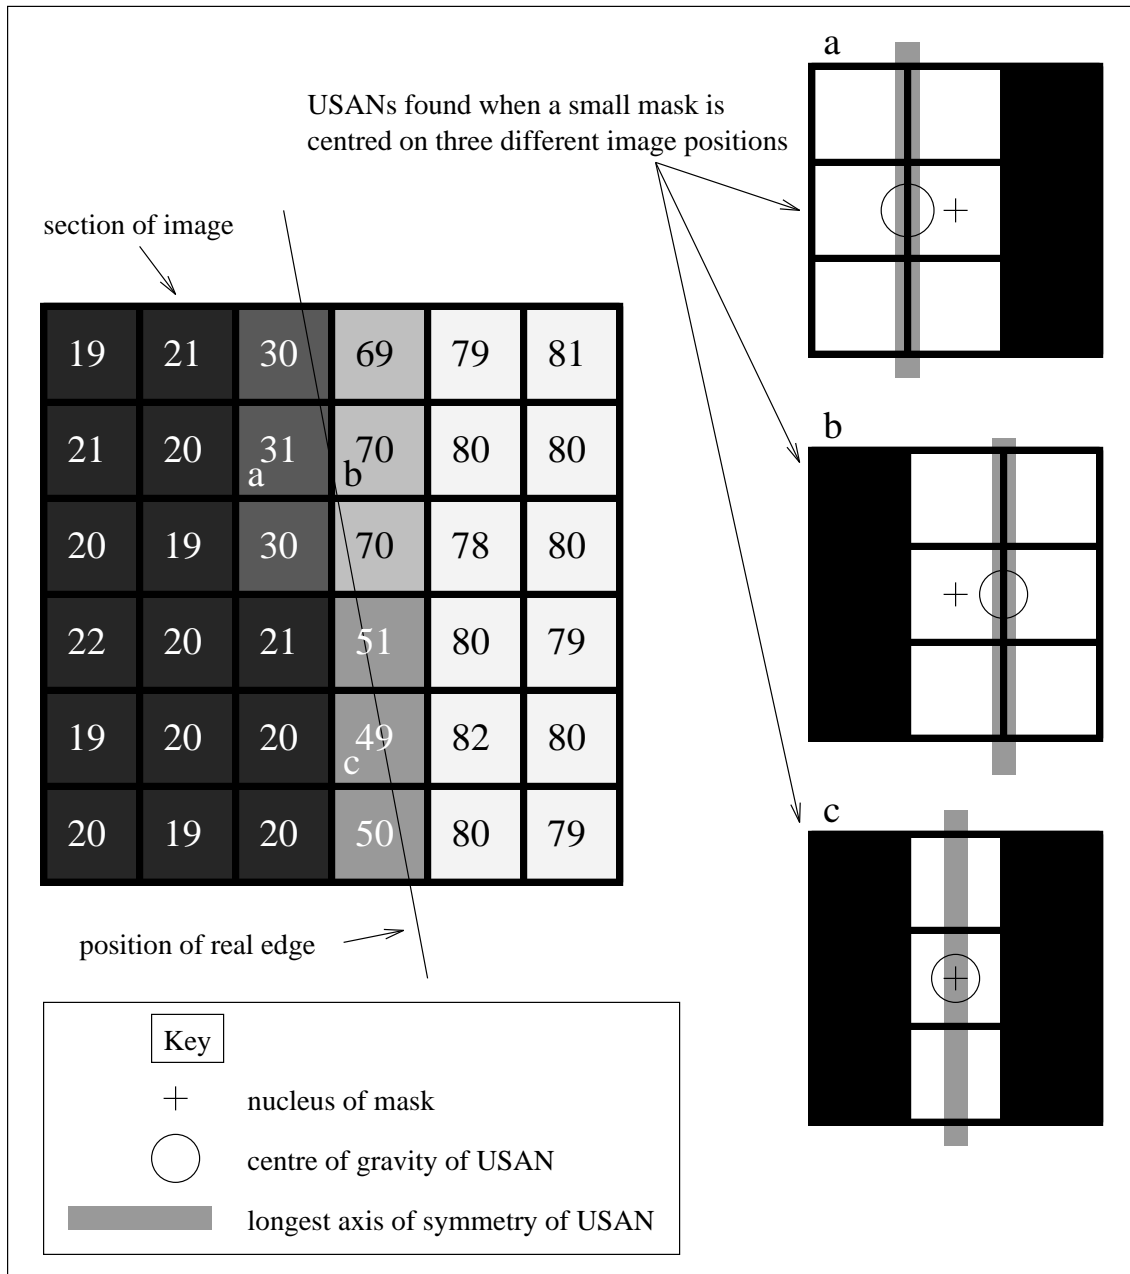 a
USANs found when a small mask is
centred on three different image positions
section of image
19 21 30 69 79 81
21 20 31 70 80 80
a b
20 19 30 70 78 80
22 20 21 51 80 79
19 20 20 49 82 80
c
20 19 20 50 80 79
b
c
position of real edge
Key
nucleus of mask
centre of gravity of USAN
longest axis of symmetry of USAN